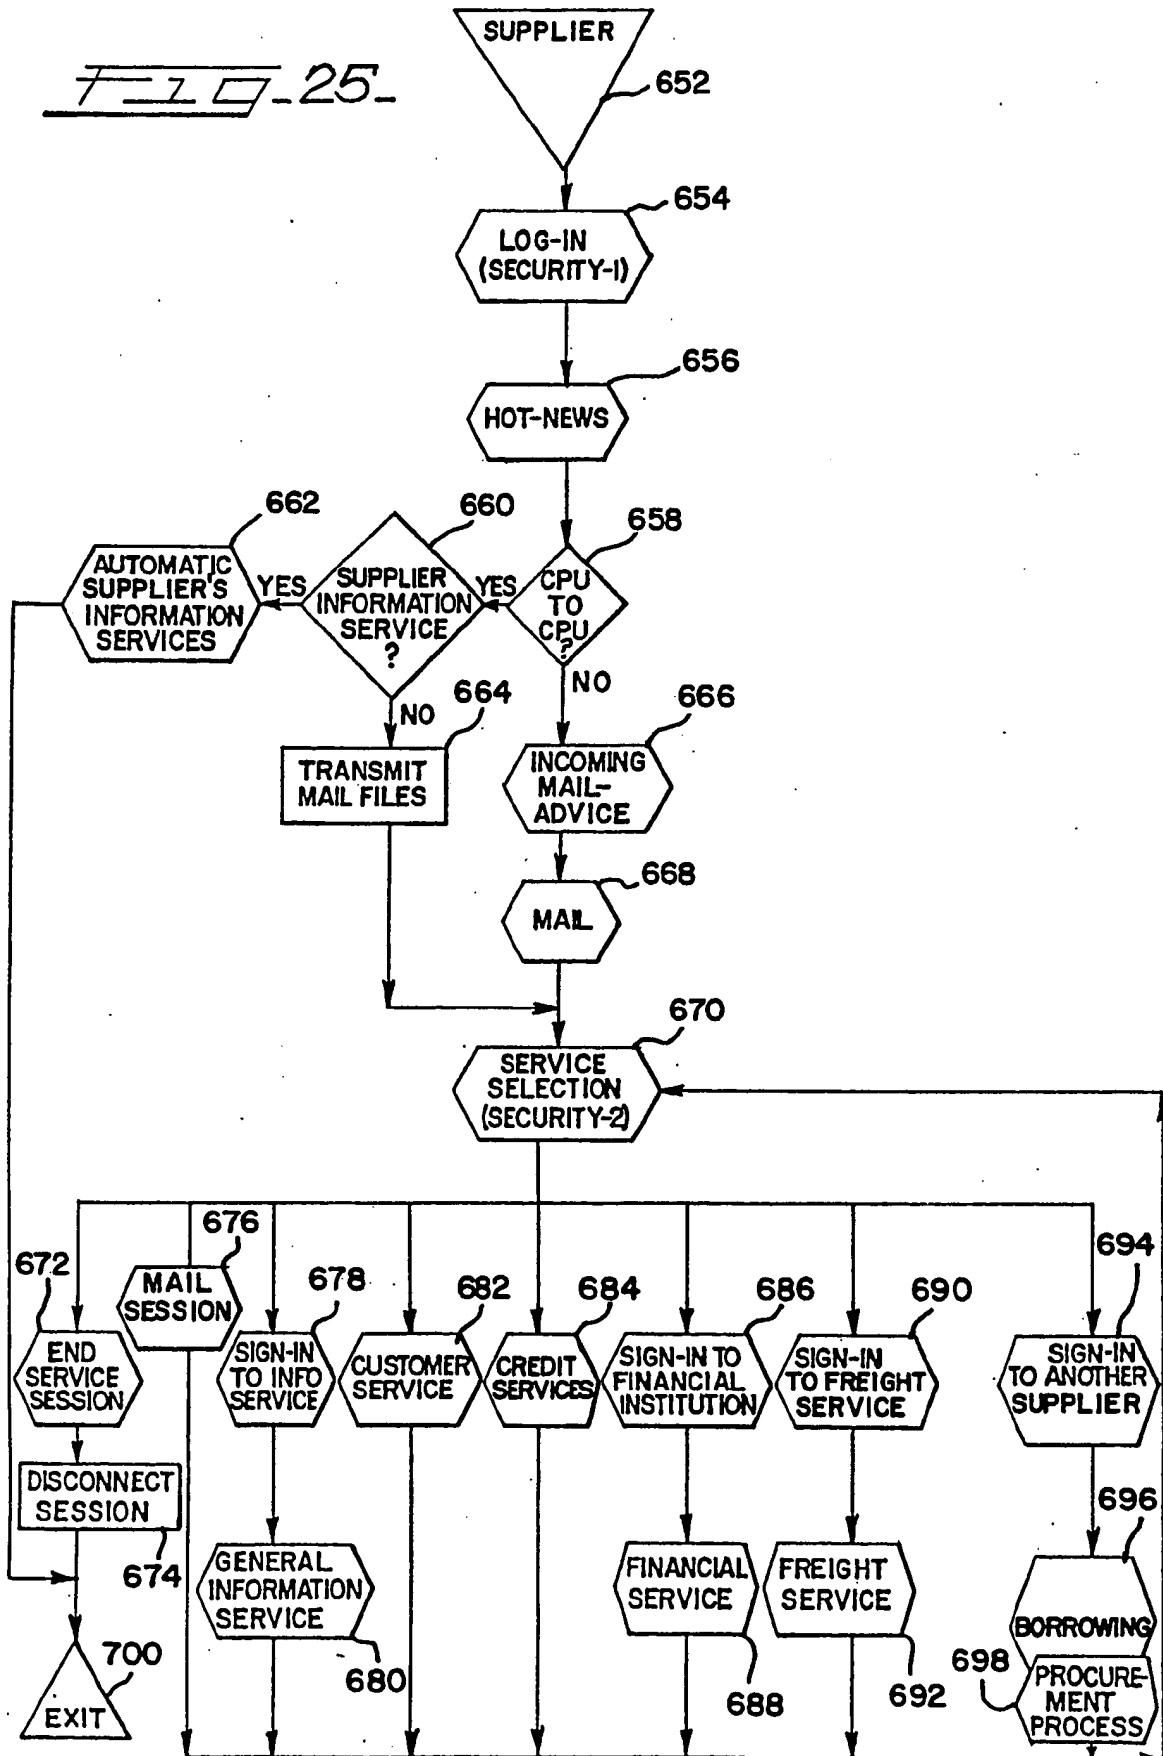 Fig. 25-
SUPPLIER
652
654
LOG-IN
(SECURITY-1)
656
HOT-NEWS
658
CPU
TO
CPU
?
YES
NO
660
SUPPLIER
INFORMATION
SERVICE
?
YES
NO
662
AUTOMATIC
SUPPLIER'S
INFORMATION
SERVICES
664
TRANSMIT
MAIL FILES
666
INCOMING
MAIL-
ADVICE
668
MAIL
670
SERVICE
SELECTION
(SECURITY-2)
672
END
SERVICE
SESSION
DISCONNECT
SESSION
674
700
EXIT
676
MAIL
SESSION
678
SIGN-IN
TO INFO
SERVICE
GENERAL
INFORMATION
SERVICE
680
682
CUSTOMER
SERVICE
684
CREDIT
SERVICES
686
SIGN-IN TO
FINANCIAL
INSTITUTION
FINANCIAL
SERVICE
688
690
SIGN-IN
TO FREIGHT
SERVICE
FREIGHT
SERVICE
692
694
SIGN-IN
TO ANOTHER
SUPPLIER
696
BORROWING
698
PROCURE-
MENT
PROCESS